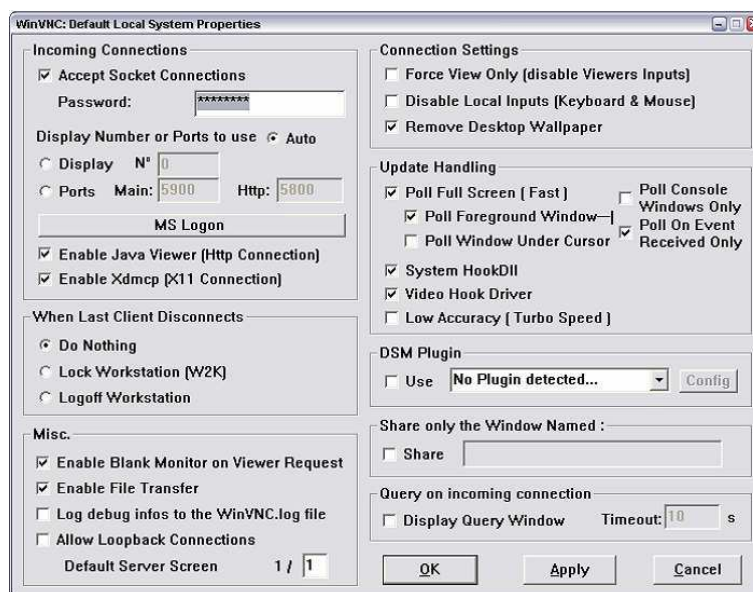 WinVNC: Default Local System Properties
Incoming Connections
Accept Socket Connections
Password: ********
Display Number or Ports to use Auto
Display N° 0
Ports Main: 5900 Http: 5800
MS Logon
Enable Java Viewer (Http Connection)
Enable Xdmcp (X11 Connection)
When Last Client Disconnects
Do Nothing
Lock Workstation (W2K)
Logoff Workstation
Misc.
Enable Blank Monitor on Viewer Request
Enable File Transfer
Log debug infos to the WinVNC.log file
Allow Loopback Connections
Default Server Screen 1 / 1
Connection Settings
Force View Only (disable Viewers Inputs)
Disable Local Inputs (Keyboard & Mouse)
Remove Desktop Wallpaper
Update Handling
Poll Full Screen ( Fast )
Poll Foreground Window
Poll Window Under Cursor
Poll Console
Windows Only
Poll On Event
Received Only
System HookDll
Video Hook Driver
Low Accuracy ( Turbo Speed )
DSM Plugin
Use No Plugin detected... Config
Share only the Window Named :
Share
Query on incoming connection
Display Query Window Timeout: 10 s
OK Apply Cancel